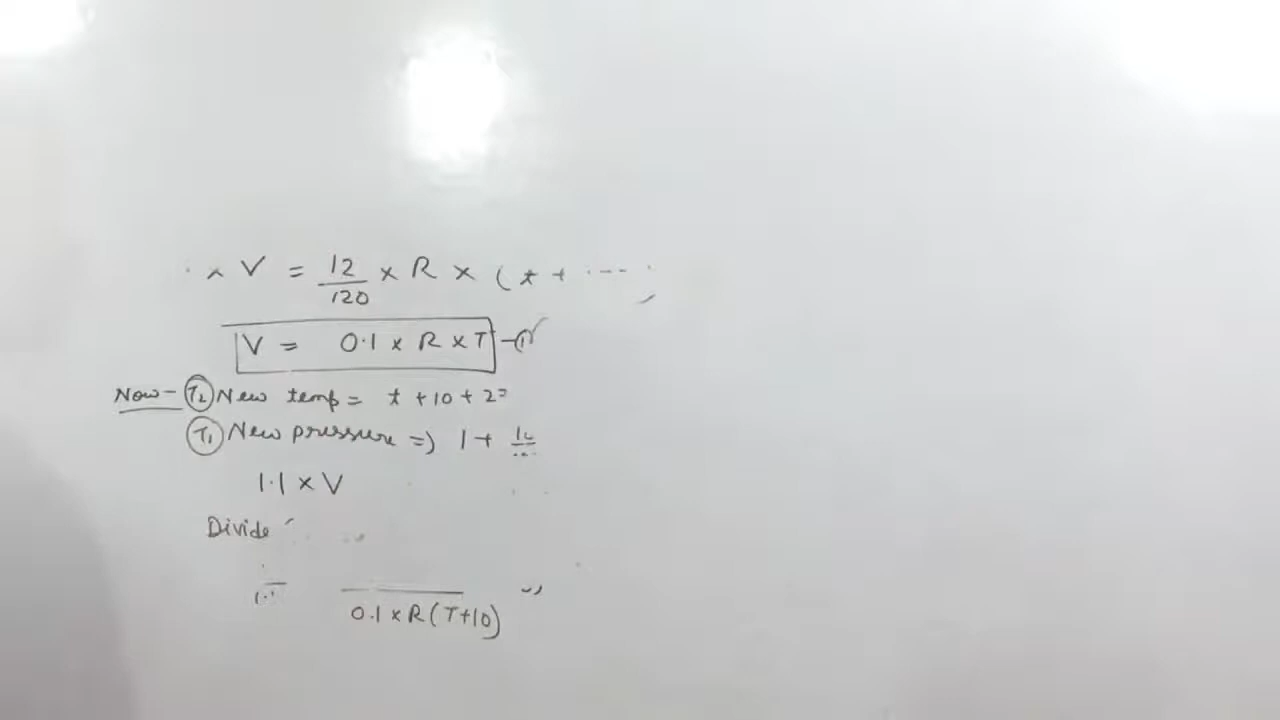 V = 12/120 × R × (t +
V = 0.1 × R × T
Now - T2 New temp = t + 10 +
T1 New pressure => 1 +
1.1 × V
Divide
0.1 × R (T+10)